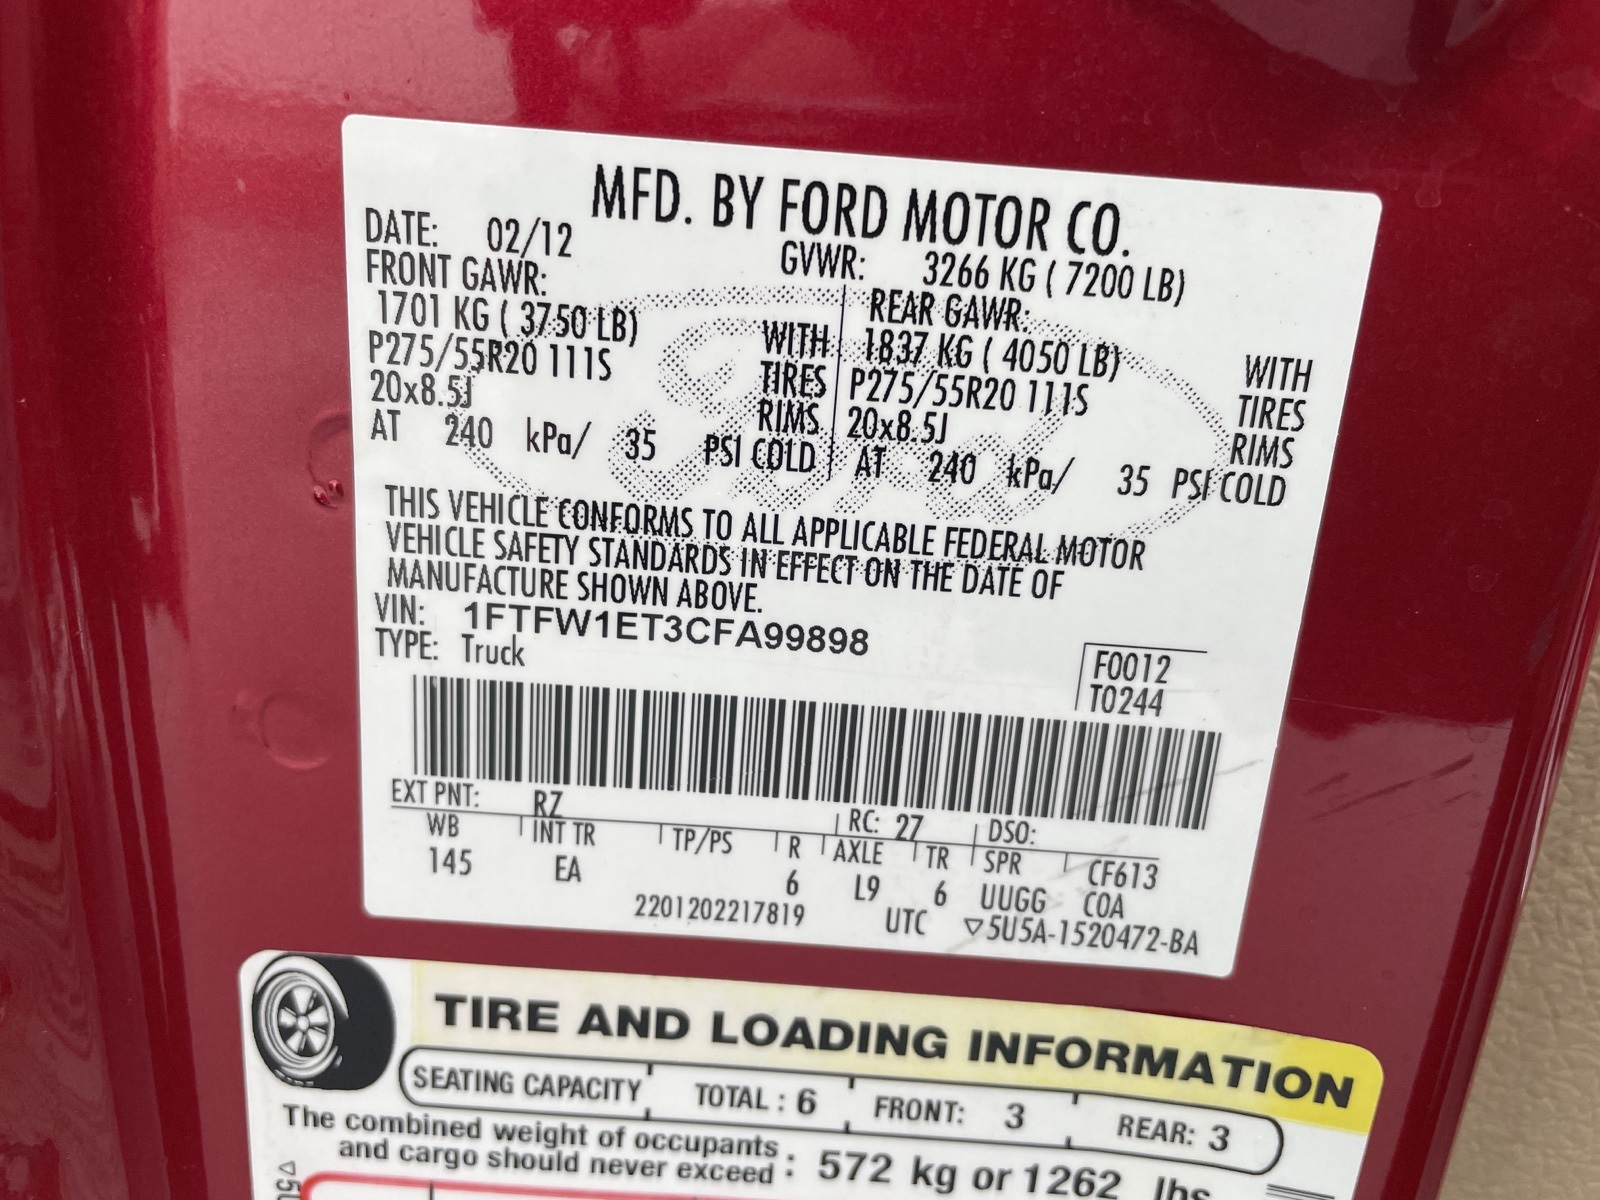 MFD. BY FORD MOTOR CO.
DATE: 02/12 GVWR: 3266 KG ( 7200 LB)
FRONT GAWR: REAR GAWR:
1701 KG ( 3750 LB) WITH 1837 KG ( 4050 LB) WITH
P275/55R20 111S TIRES P275/55R20 111S TIRES
20x8.5J RIMS 20x8.5J RIMS
AT 240 kPa/ 35 PSI COLD AT 240 kPa/ 35 PSI COLD
THIS VEHICLE CONFORMS TO ALL APPLICABLE FEDERAL MOTOR
VEHICLE SAFETY STANDARDS IN EFFECT ON THE DATE OF
MANUFACTURE SHOWN ABOVE.
VIN: 1FTFW1ET3CFA99898
TYPE: Truck
F0012
T0244
EXT PNT: RZ RC: 27 DSO:
WB INT TR TP/PS R AXLE TR SPR CF613
145 EA 6 L9 6 UUGG COA
2201202217819 UTC ▽5U5A-1520472-BA
TIRE AND LOADING INFORMATION
SEATING CAPACITY TOTAL : 6 FRONT: 3 REAR: 3
The combined weight of occupants
and cargo should never exceed : 572 kg or 1262 lbs